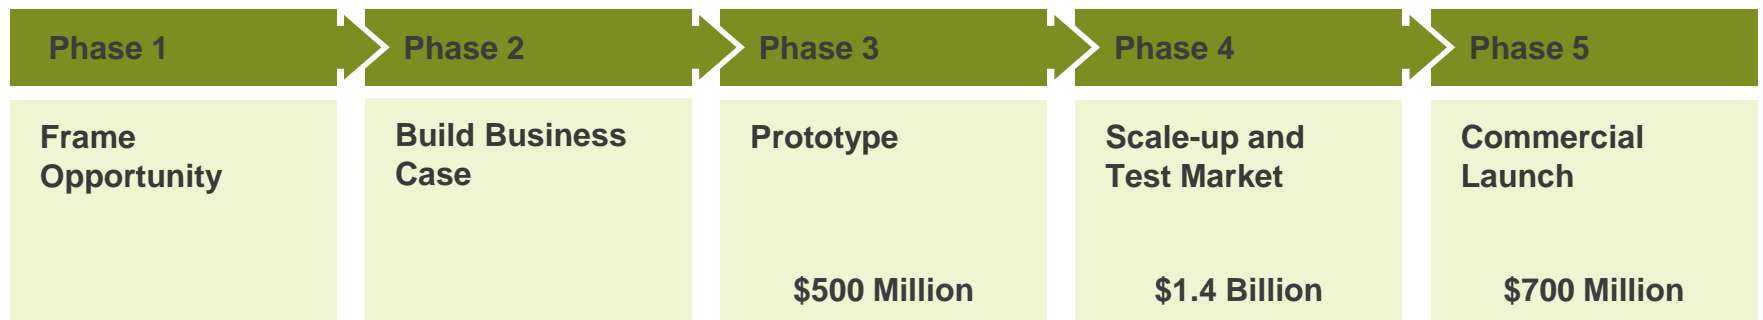 Phase 1
Phase 2
Phase 3
Phase 4
Phase 5
Frame
Opportunity
Build Business
Case
Prototype
Scale-up and
Test Market
Commercial
Launch
$500 Million
$1.4 Billion
$700 Million